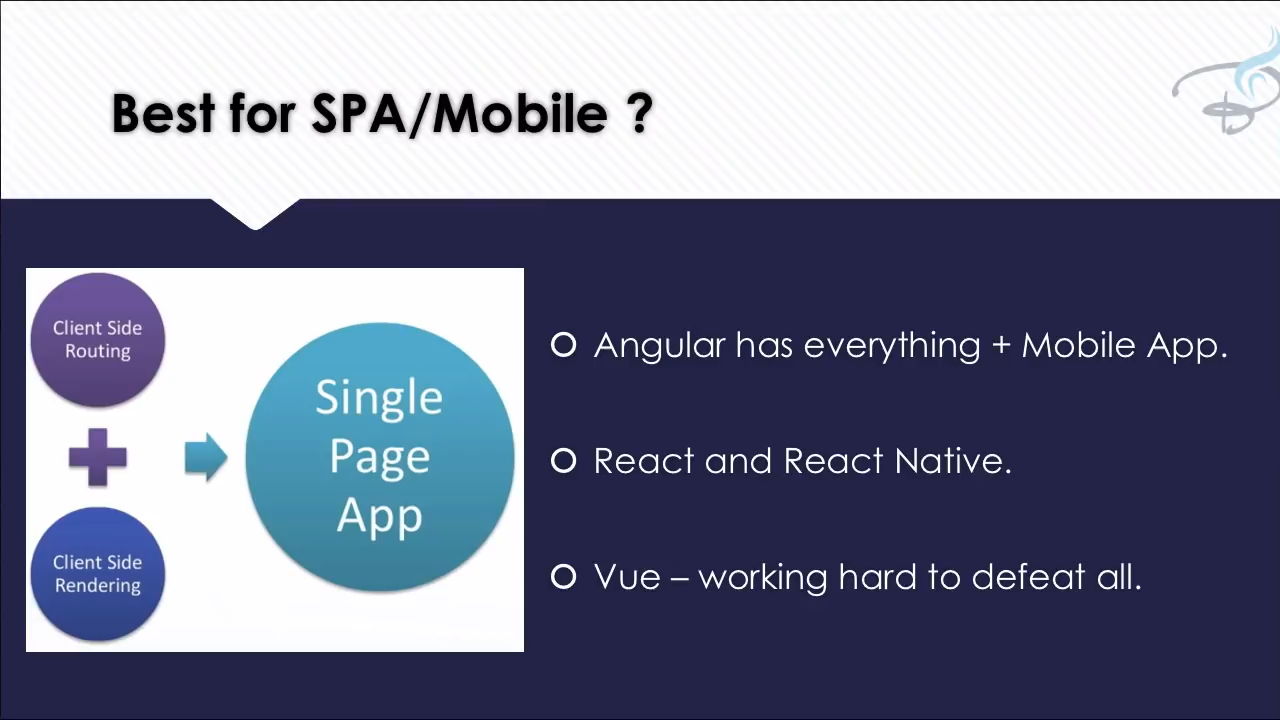 Best for SPA/Mobile ?
Client Side
Routing
Client Side
Rendering
Single
Page
App
Angular has everything + Mobile App.
React and React Native.
Vue – working hard to defeat all.